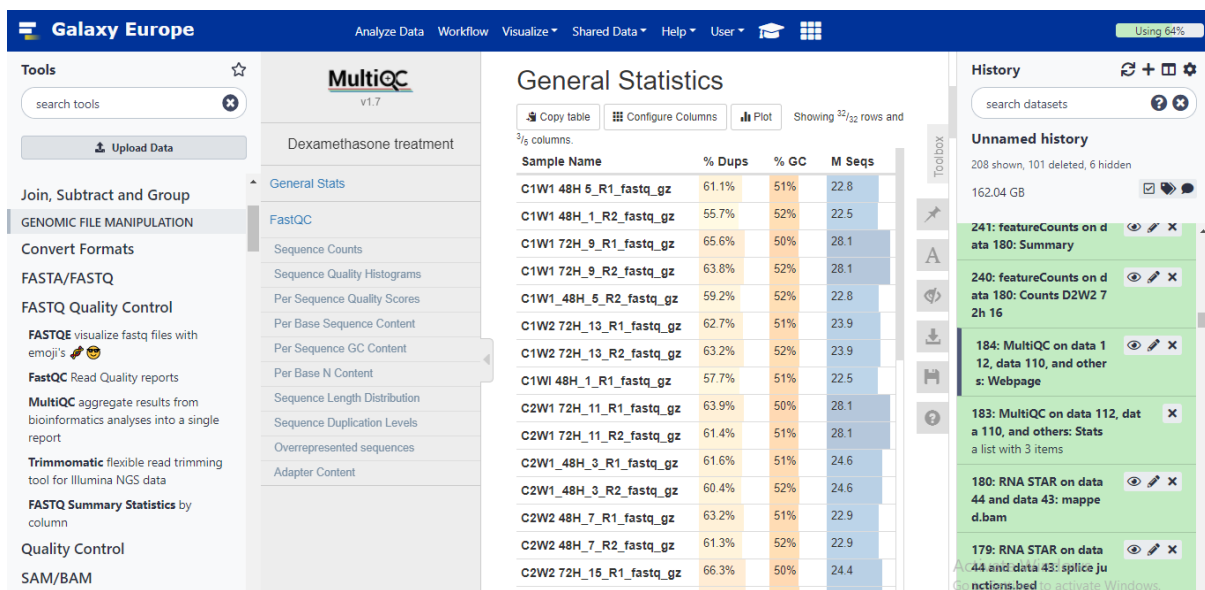 Galaxy Europe
Analyze Data Workflow Visualize Shared Data Help User
Using 64%
Tools
search tools
Upload Data
Join, Subtract and Group
GENOMIC FILE MANIPULATION
Convert Formats
FASTA/FASTQ
FASTQ Quality Control
FASTQE visualize fastq files with
emoji's 🧬😎
FastQC Read Quality reports
MultiQC aggregate results from
bioinformatics analyses into a single
report
Trimmomatic flexible read trimming
tool for Illumina NGS data
FASTQ Summary Statistics by
column
Quality Control
SAM/BAM
MultiQC
v1.7
Dexamethasone treatment
General Stats
FastQC
Sequence Counts
Sequence Quality Histograms
Per Sequence Quality Scores
Per Base Sequence Content
Per Sequence GC Content
Per Base N Content
Sequence Length Distribution
Sequence Duplication Levels
Overrepresented sequences
Adapter Content
General Statistics
Copy table Configure Columns Plot Showing 32/32 rows and
3/5 columns.
Sample Name % Dups % GC M Seqs
C1W1 48H 5_R1_fastq_gz 61.1% 51% 22.8
C1W1 48H_1_R2_fastq_gz 55.7% 52% 22.5
C1W1 72H_9_R1_fastq_gz 65.6% 50% 28.1
C1W1 72H_9_R2_fastq_gz 63.8% 52% 28.1
C1W1_48H_5_R2_fastq_gz 59.2% 52% 22.8
C1W2 72H_13_R1_fastq_gz 62.7% 51% 23.9
C1W2 72H_13_R2_fastq_gz 63.2% 52% 23.9
C1WI 48H_1_R1_fastq_gz 57.7% 51% 22.5
C2W1 72H_11_R1_fastq_gz 63.9% 50% 28.1
C2W1 72H_11_R2_fastq_gz 61.4% 51% 28.1
C2W1_48H_3_R1_fastq_gz 61.6% 51% 24.6
C2W1_48H_3_R2_fastq_gz 60.4% 52% 24.6
C2W2 48H_7_R1_fastq_gz 63.2% 51% 22.9
C2W2 48H_7_R2_fastq_gz 61.3% 52% 22.9
C2W2 72H_15_R1_fastq_gz 66.3% 50% 24.4
Toolbox
A
History
search datasets
Unnamed history
208 shown, 101 deleted, 6 hidden
162.04 GB
241: featureCounts on d
ata 180: Summary
240: featureCounts on d
ata 180: Counts D2W2 7
2h 16
184: MultiQC on data 1
12, data 110, and other
s: Webpage
183: MultiQC on data 112, dat
a 110, and others: Stats
a list with 3 items
180: RNA STAR on data
44 and data 43: mappe
d.bam
179: RNA STAR on data
44 and data 43: splice ju
nctions.bed
to activate Windows.